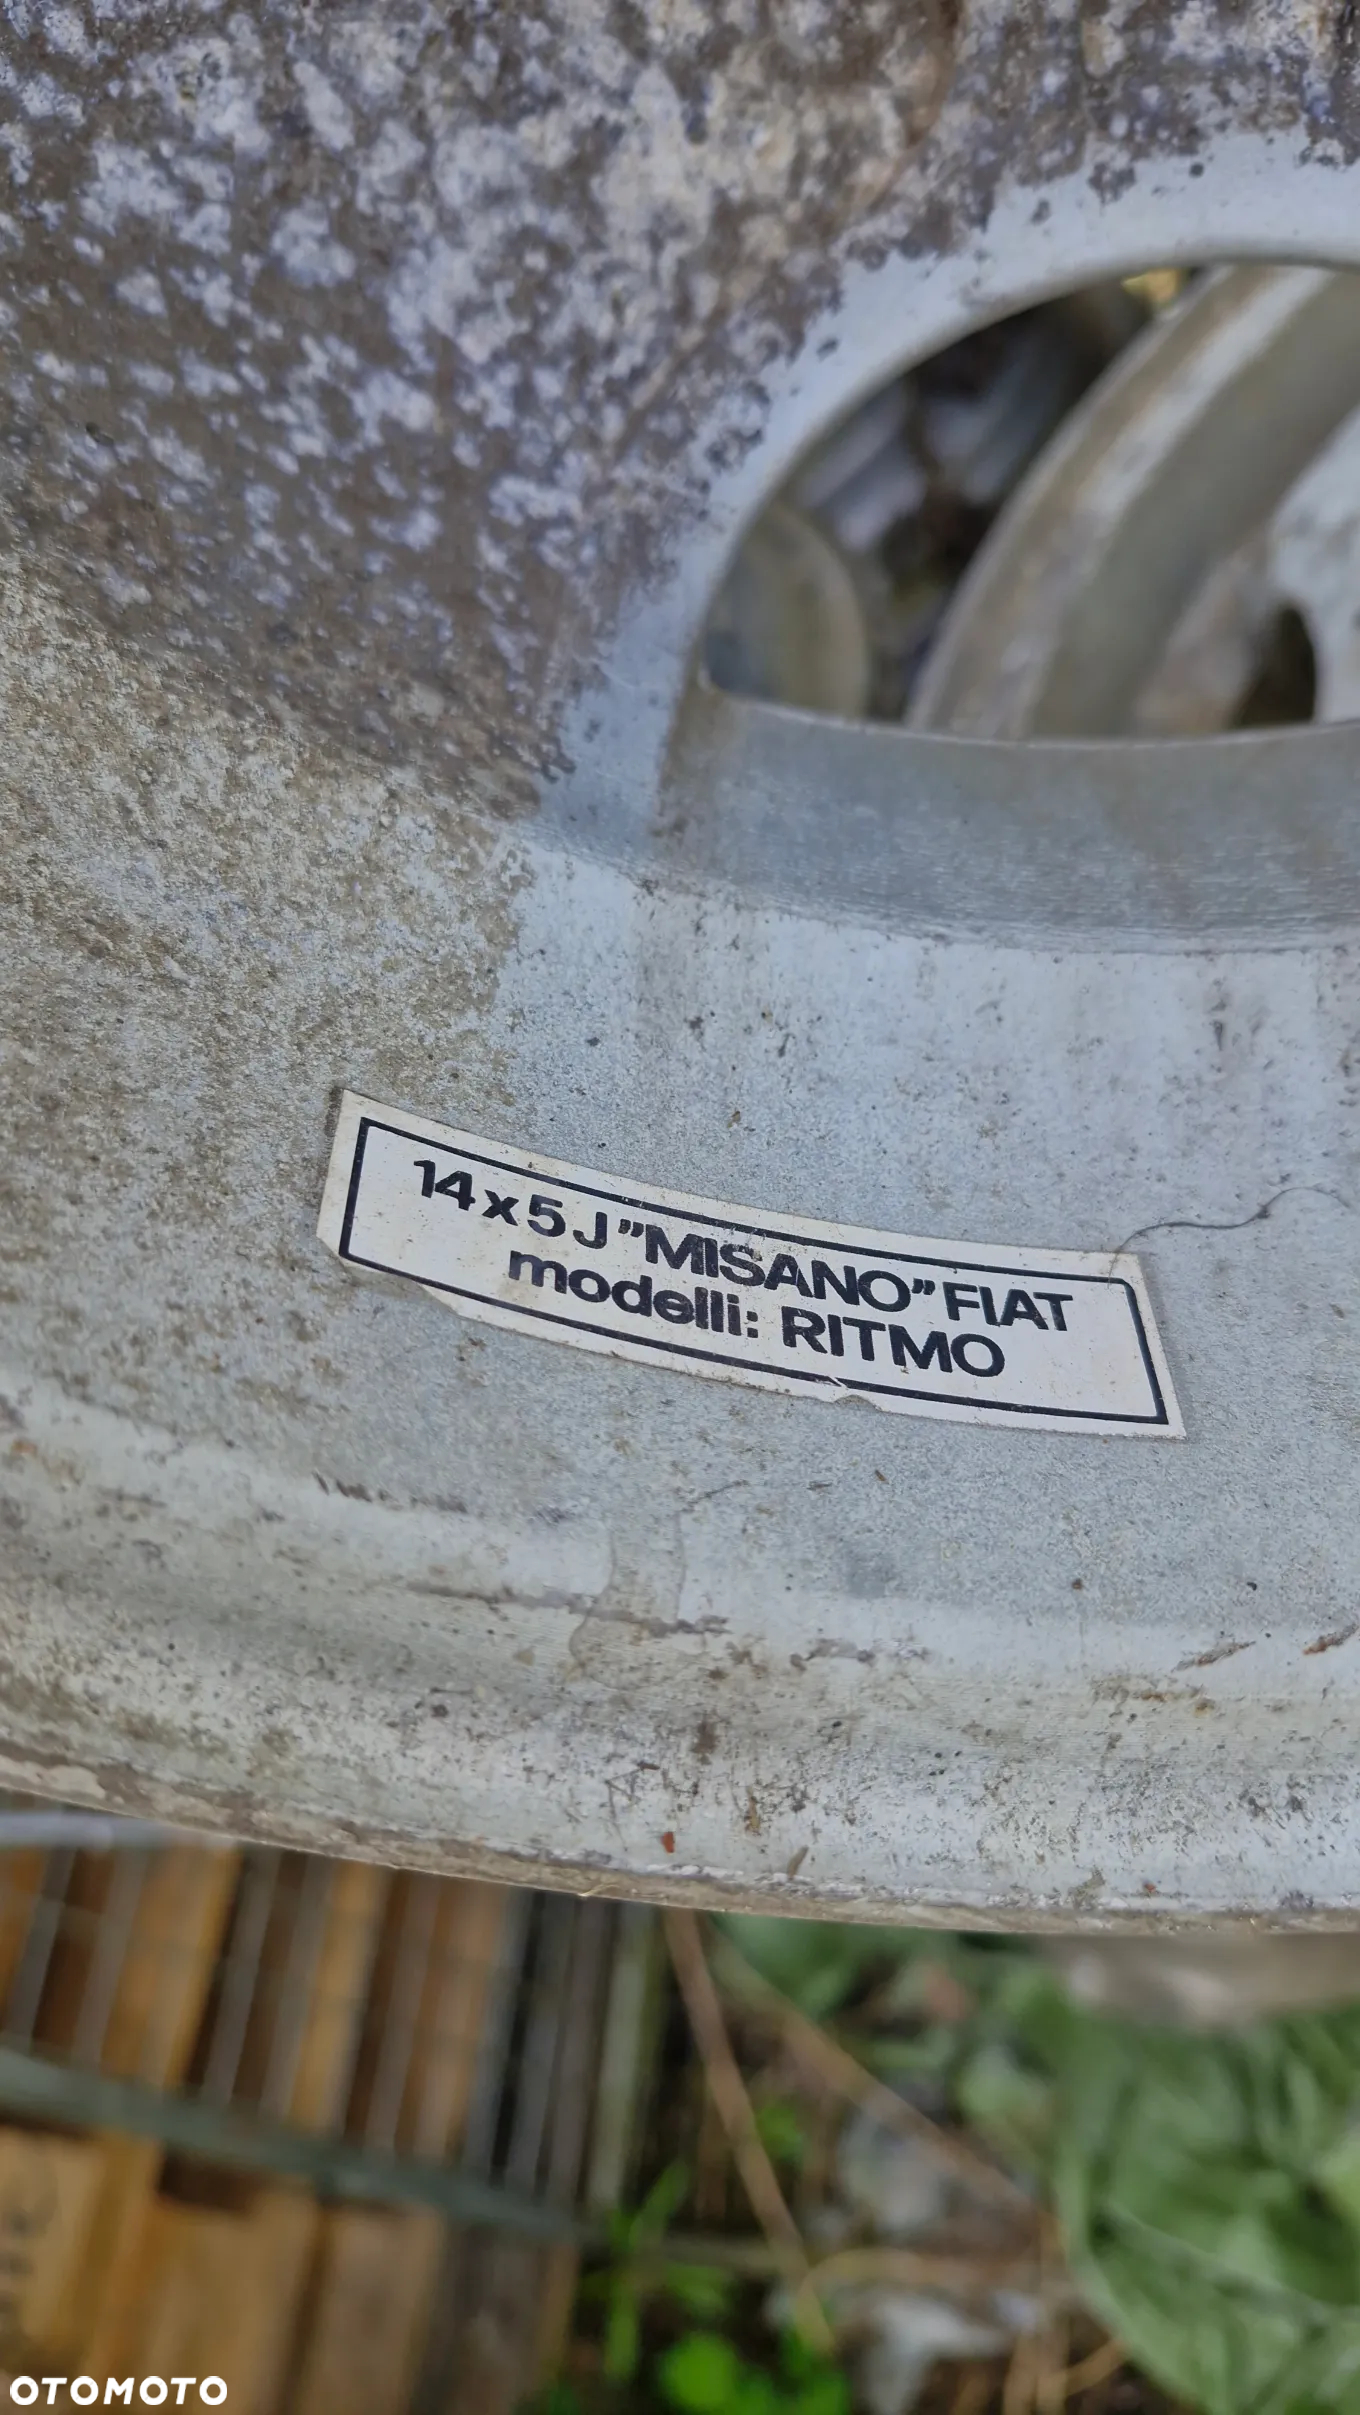 14x5J "MISANO" FIAT
modelli: RITMO
OTOMOTO